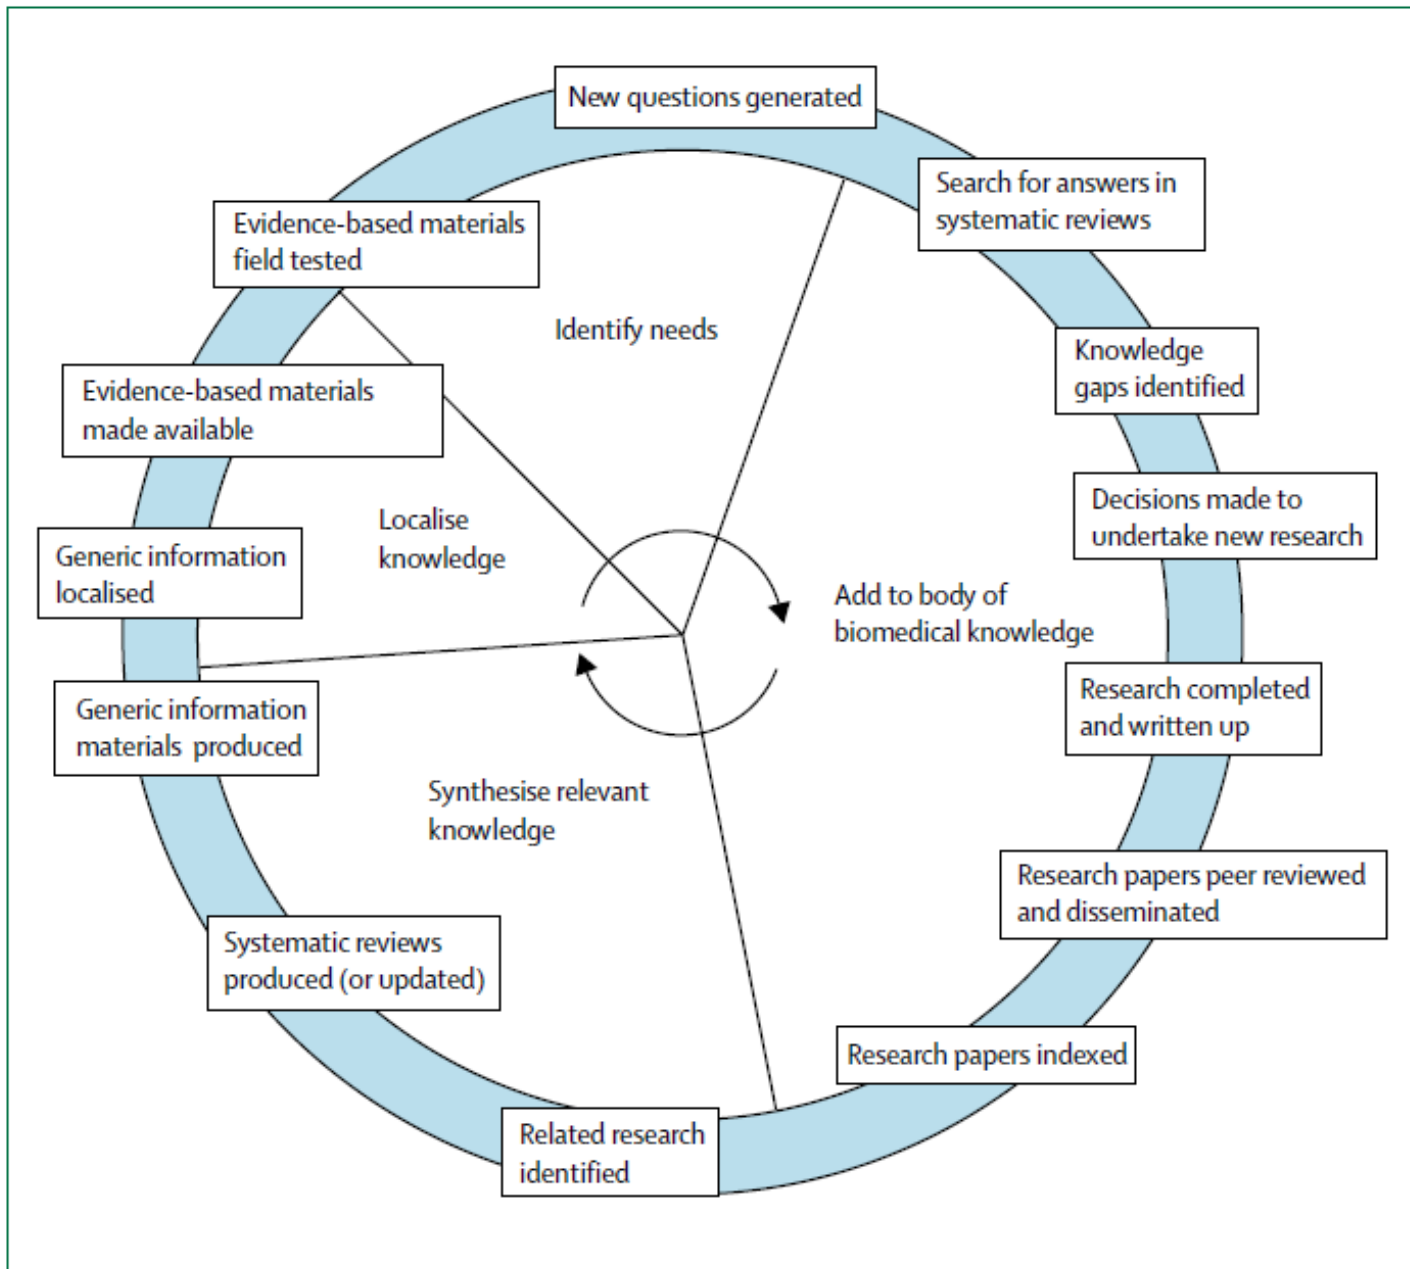 New questions generated
Search for answers in
systematic reviews
Knowledge
gaps identified
Decisions made to
undertake new research
Research completed
and written up
Research papers peer reviewed
and disseminated
Research papers indexed
Related research
identified
Systematic reviews
produced (or updated)
Generic information
materials produced
Generic information
localised
Evidence-based materials
made available
Evidence-based materials
field tested
Identify needs
Add to body of
biomedical knowledge
Synthesise relevant
knowledge
Localise
knowledge